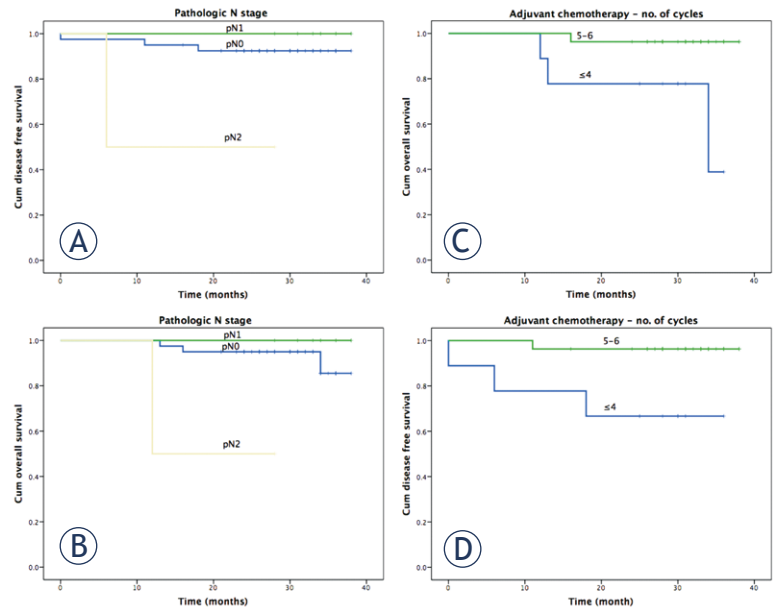 Pathologic N stage
Cum disease free survival
1.0
0.8
0.6
0.4
0.2
0.0
pN1
pN0
pN2
A
0
10
20
30
40
Time (months)
Adjuvant chemotherapy – no. of cycles
Cum overall survival
1.0
0.8
0.6
0.4
0.2
0.0
5-6
≤4
C
0
10
20
30
40
Time (months)
Pathologic N stage
Cum overall survival
1.0
0.8
0.6
0.4
0.2
0.0
pN1
pN0
pN2
B
0
10
20
30
40
Time (months)
Adjuvant chemotherapy – no. of cycles
Cum disease free survival
1.0
0.8
0.6
0.4
0.2
0.0
5-6
≤4
D
0
10
20
30
40
Time (months)